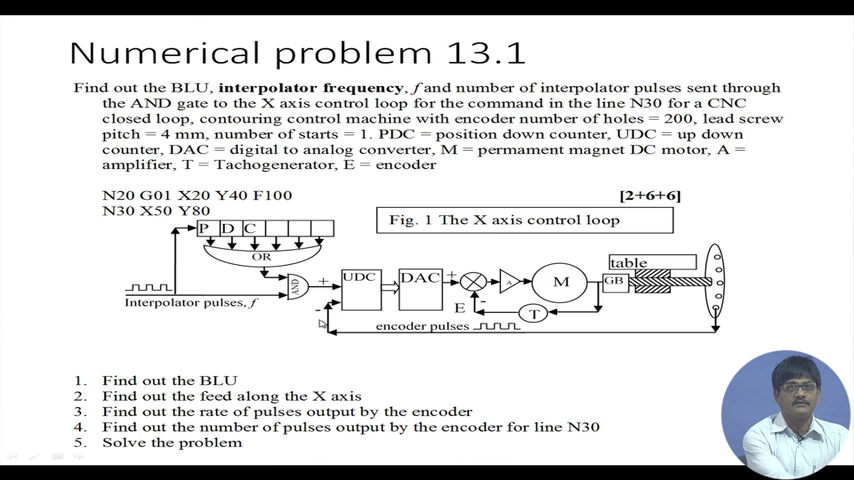 Numerical problem 13.1
Find out the BLU, interpolator frequency, f and number of interpolator pulses sent through
the AND gate to the X axis control loop for the command in the line N30 for a CNC
closed loop, contouring control machine with encoder number of holes = 200, lead screw
pitch = 4 mm, number of starts = 1. PDC = position down counter, UDC = up down
counter, DAC = digital to analog converter, M = permament magnet DC motor, A =
amplifier, T = Tachogenerator, E = encoder
N20 G01 X20 Y40 F100 [2+6+6]
N30 X50 Y80
Fig. 1 The X axis control loop
P D C
OR
AND
+
-
UDC
DAC
+
-
E
A
M
T
GB
table
Interpolator pulses, f
encoder pulses
1. Find out the BLU
2. Find out the feed along the X axis
3. Find out the rate of pulses output by the encoder
4. Find out the number of pulses output by the encoder for line N30
5. Solve the problem